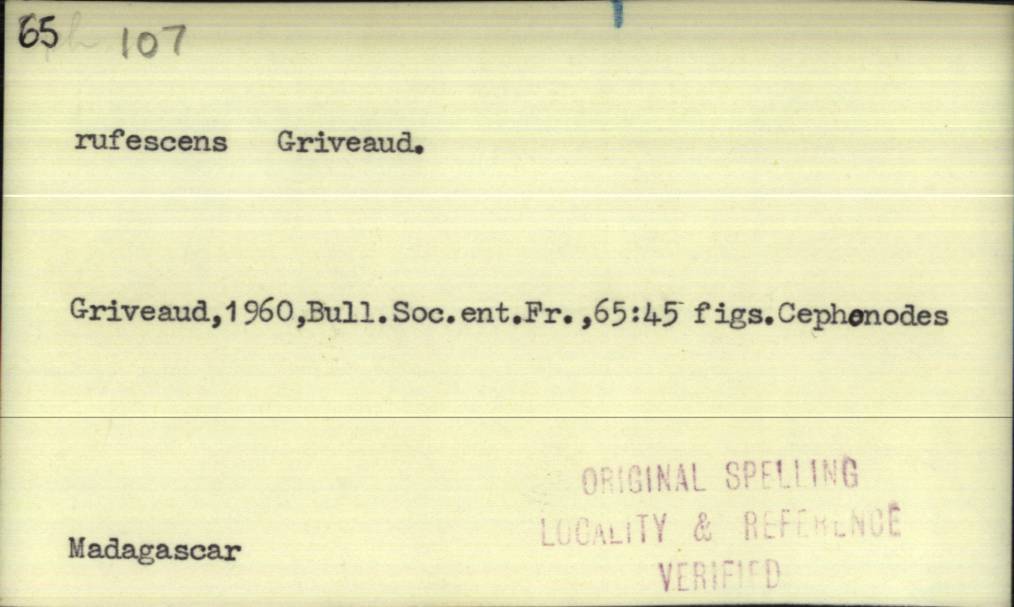 65 107
rufescens Griveaud.
Griveaud,1960,Bull.Soc.ent.Fr.,65:45 figs.Cephonodes
Madagascar
ORIGINAL SPELLING
LOCALITY & REFERENCE
VERIFIED